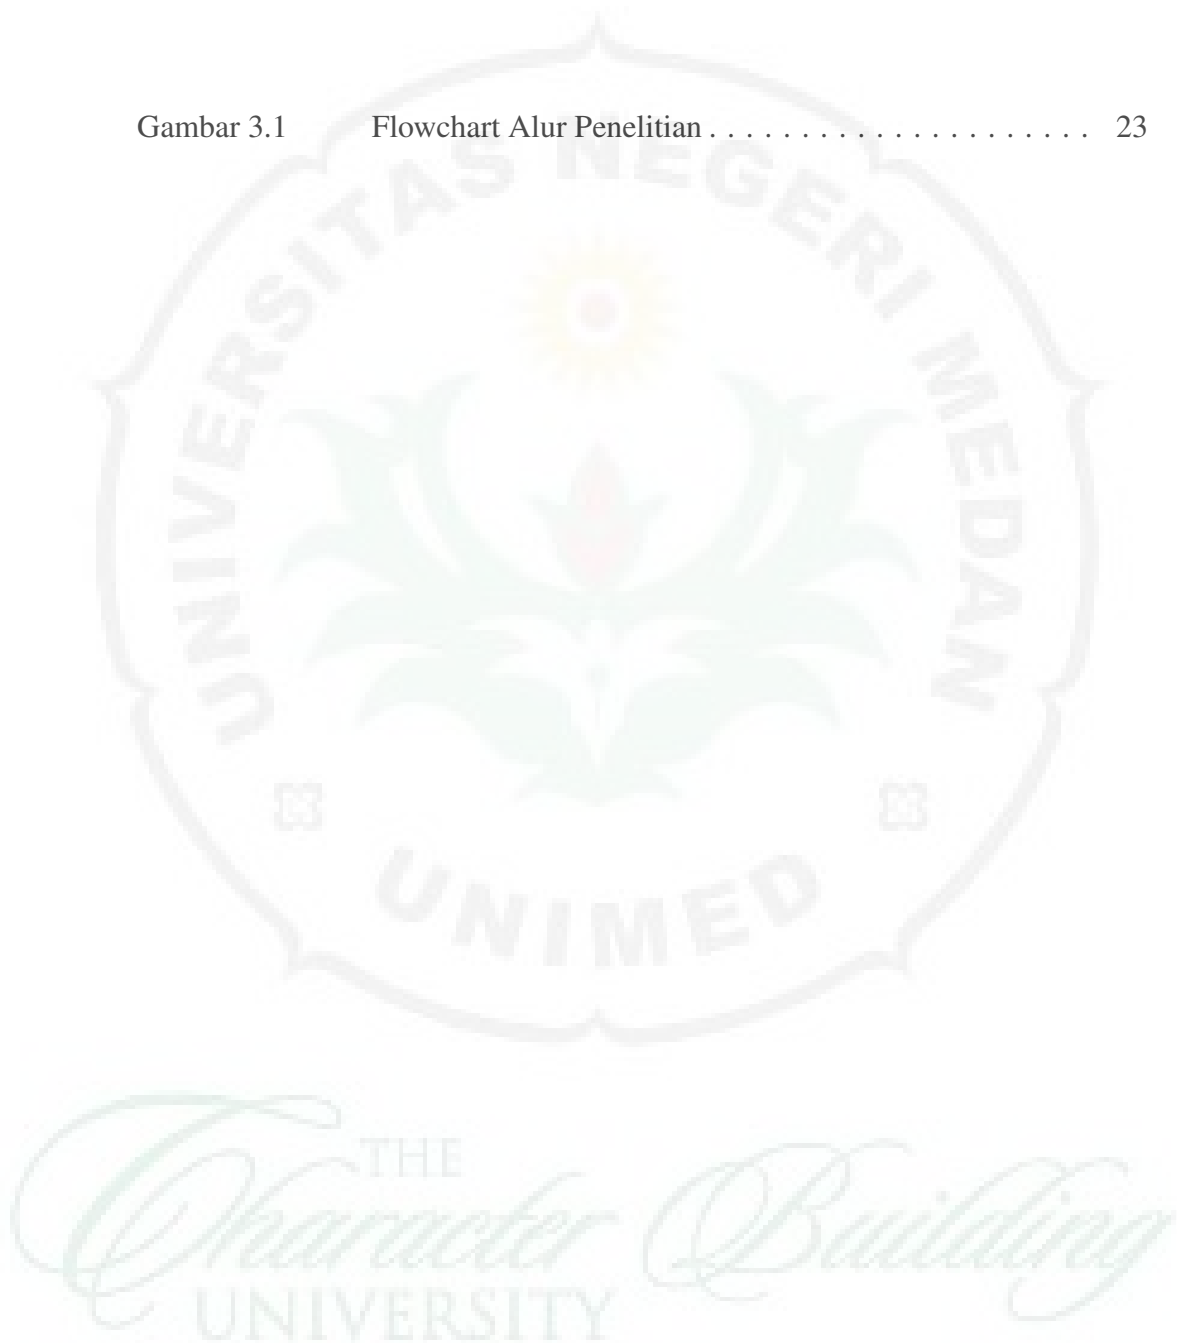 Gambar 3.1 Flowchart Alur Penelitian . . . . . . . . . . . . . . . . . . . . . 23
UNIVERSITAS NEGERI MEDAN
UNIMED
THE
Character Building
UNIVERSITY